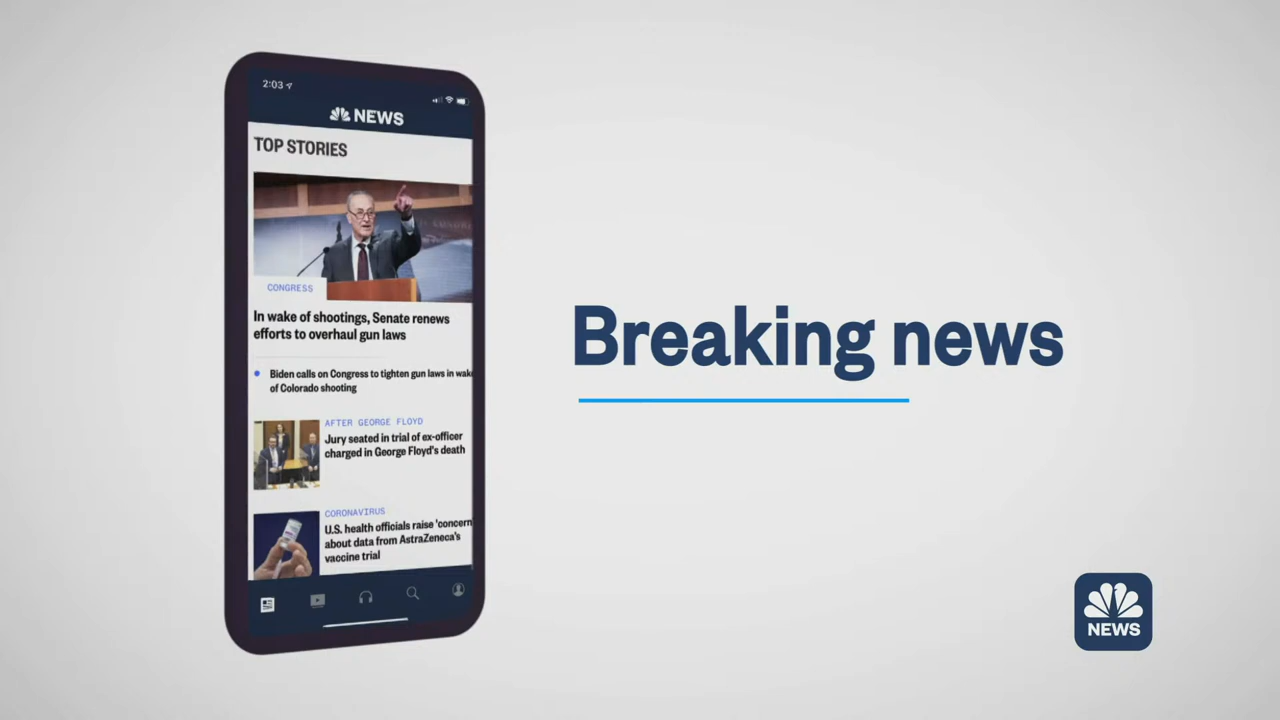 2:03
NEWS
TOP STORIES
CONGRESS
In wake of shootings, Senate renews
efforts to overhaul gun laws
Biden calls on Congress to tighten gun laws in wake
of Colorado shooting
AFTER GEORGE FLOYD
Jury seated in trial of ex-officer
charged in George Floyd's death
CORONAVIRUS
U.S. health officials raise 'concern
about data from AstraZeneca's
vaccine trial
Breaking news
NEWS